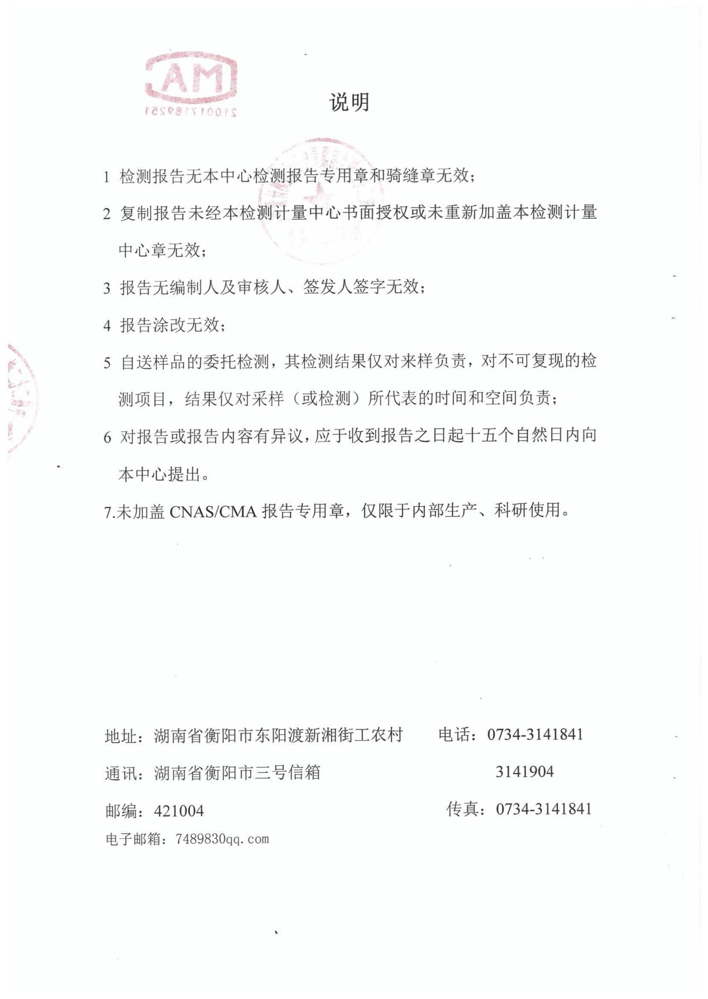 MA
210017189251
说明
1 检测报告无本中心检测报告专用章和骑缝章无效；
2 复制报告未经本检测计量中心书面授权或未重新加盖本检测计量
中心章无效；
3 报告无编制人及审核人、签发人签字无效；
4 报告涂改无效；
5 自送样品的委托检测，其检测结果仅对来样负责，对不可复现的检
测项目，结果仅对采样（或检测）所代表的时间和空间负责；
6 对报告或报告内容有异议，应于收到报告之日起十五个自然日内向
本中心提出。
7.未加盖 CNAS/CMA 报告专用章，仅限于内部生产、科研使用。
地址：湖南省衡阳市东阳渡新湘街工农村 电话：0734-3141841
通讯：湖南省衡阳市三号信箱 3141904
邮编：421004 传真：0734-3141841
电子邮箱：7489830qq.com